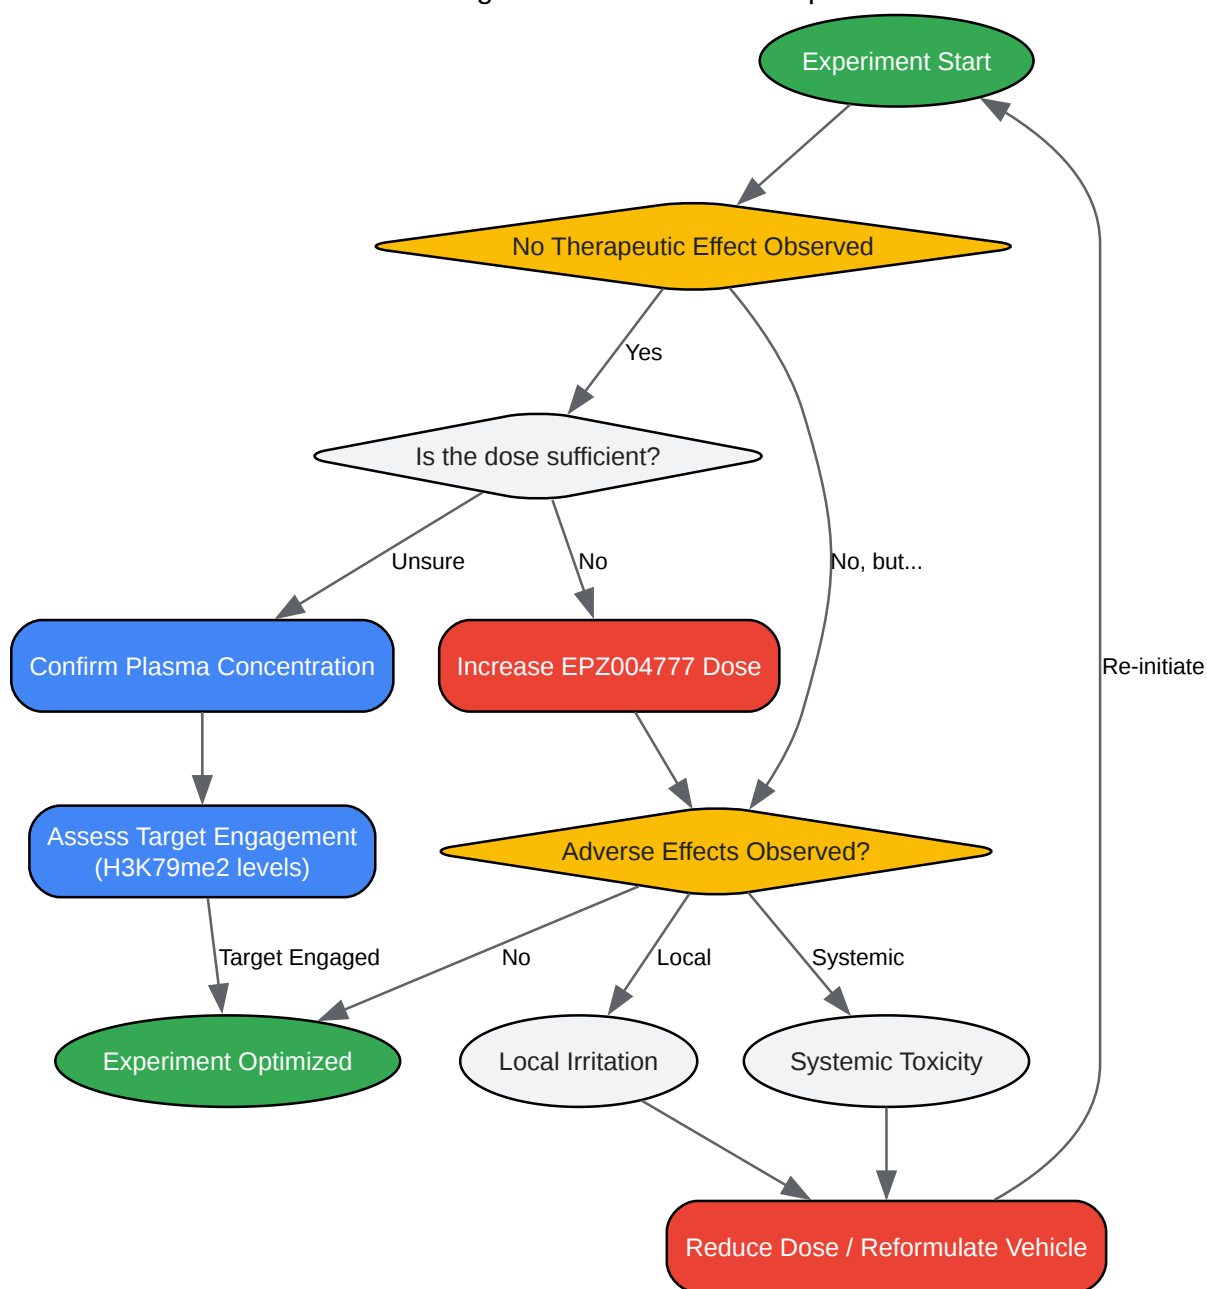 Experiment Start
No Therapeutic Effect Observed
Yes
Is the dose sufficient?
Unsure
No
No, but...
Confirm Plasma Concentration
Increase EPZ004777 Dose
Re-initiate
Assess Target Engagement
(H3K79me2 levels)
Adverse Effects Observed?
Target Engaged
No
Local
Systemic
Experiment Optimized
Local Irritation
Systemic Toxicity
Reduce Dose / Reformulate Vehicle